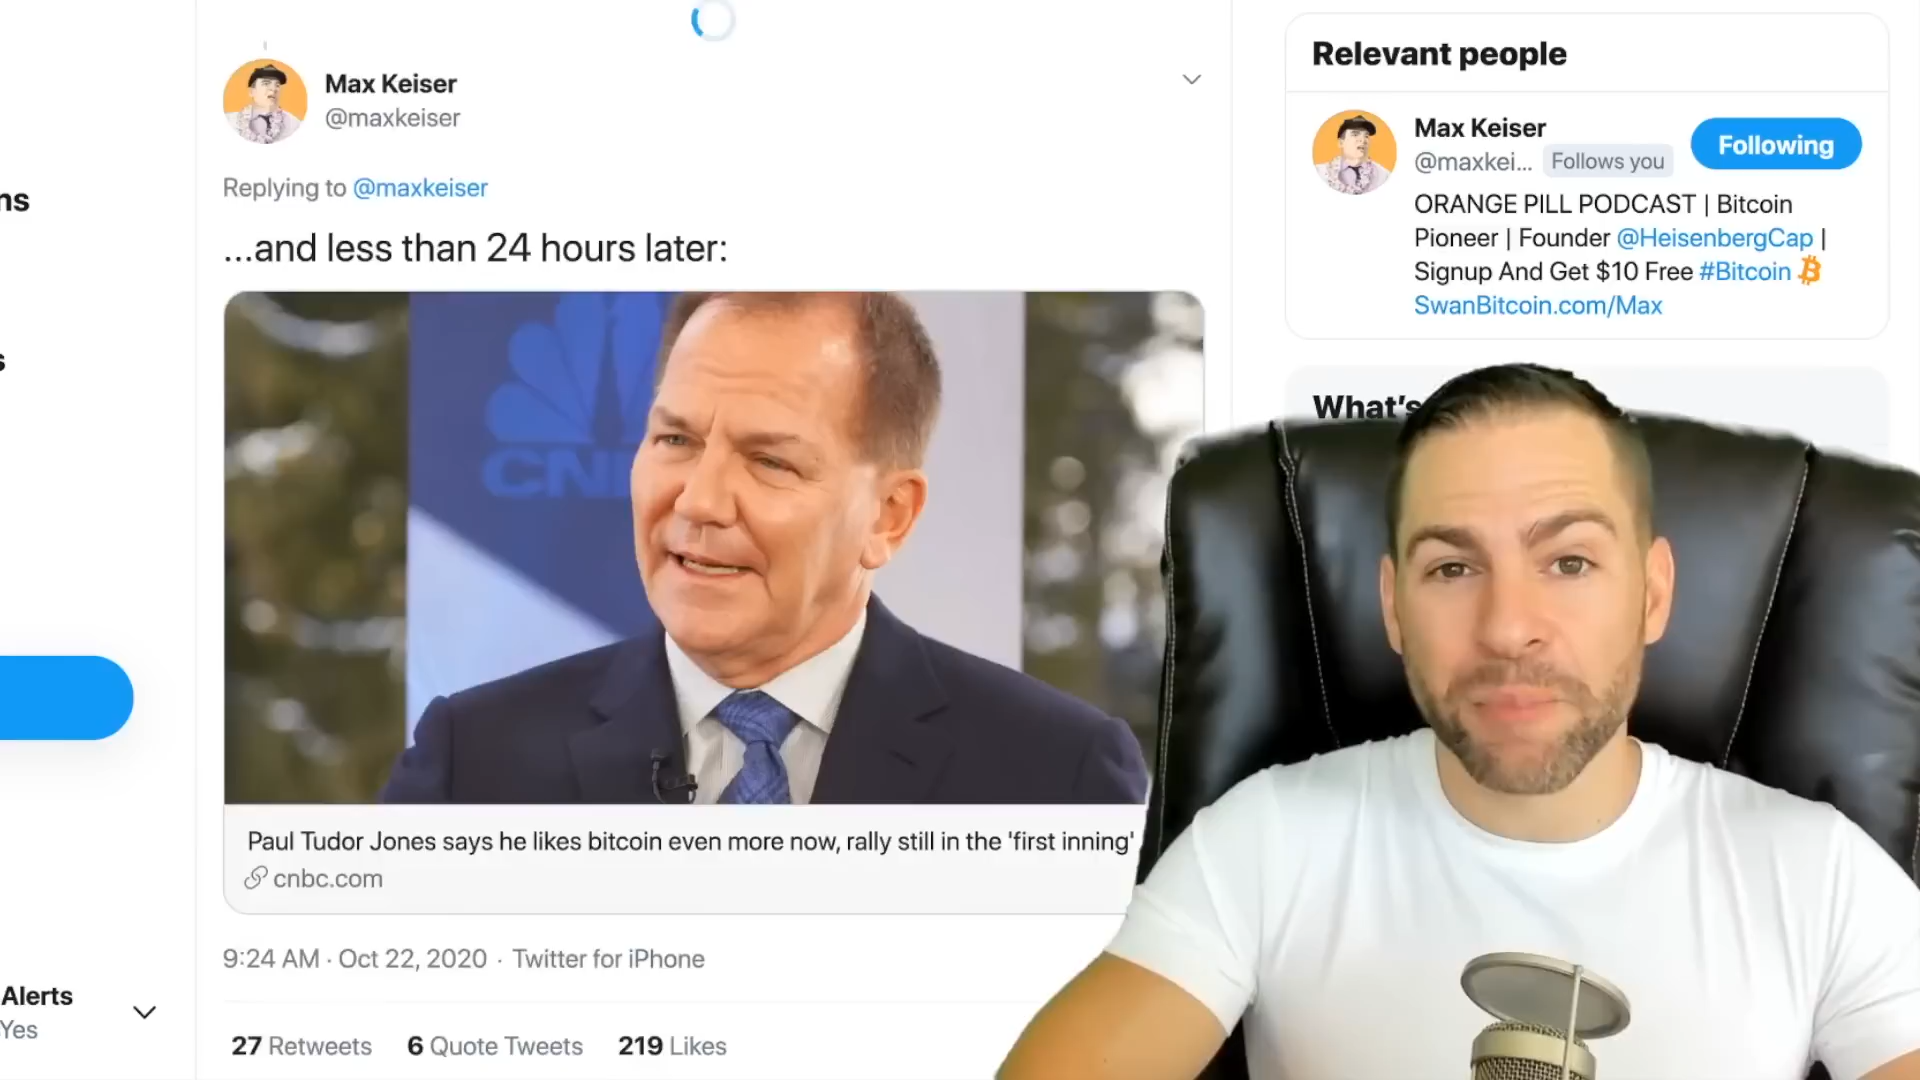 Max Keiser
@maxkeiser
Replying to @maxkeiser
...and less than 24 hours later:
CNB
Paul Tudor Jones says he likes bitcoin even more now, rally still in the 'first inning'
cnbc.com
9:24 AM · Oct 22, 2020 · Twitter for iPhone
27 Retweets 6 Quote Tweets 219 Likes
ns
s
Alerts
Yes
Relevant people
Max Keiser
@maxkei... Follows you
Following
ORANGE PILL PODCAST | Bitcoin
Pioneer | Founder @HeisenbergCap |
Signup And Get $10 Free #Bitcoin
SwanBitcoin.com/Max
What's